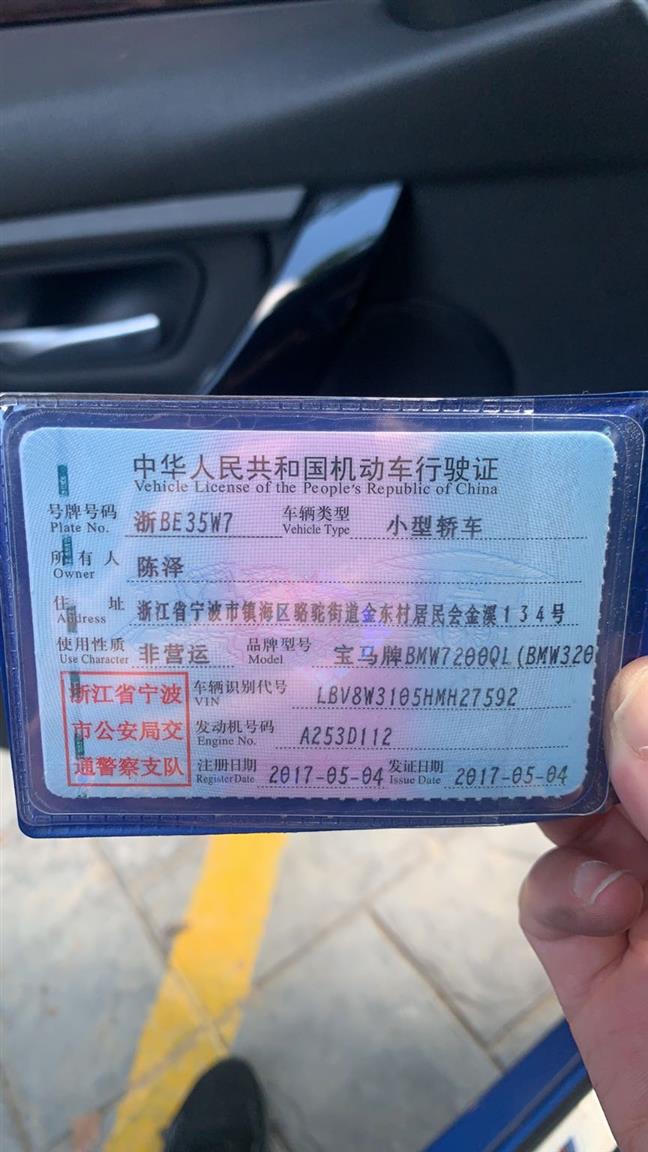 中华人民共和国机动车行驶证
Vehicle License of the People's Republic of China
号牌号码 浙BE35W7 车辆类型 小型轿车
Plate No. Vehicle Type
所有人 陈泽
Owner
住址 浙江省宁波市镇海区骆驼街道金东村居民会金溪134号
Address
使用性质 非营运 品牌型号 宝马牌BMW7200QL(BMW320
Use Character Model
浙江省宁波
市公安局交
通警察支队
车辆识别代号 LBV8W3105HMH27592
VIN
发动机号码 A253D112
Engine No.
注册日期 2017-05-04 发证日期 2017-05-04
Register Date Issue Date